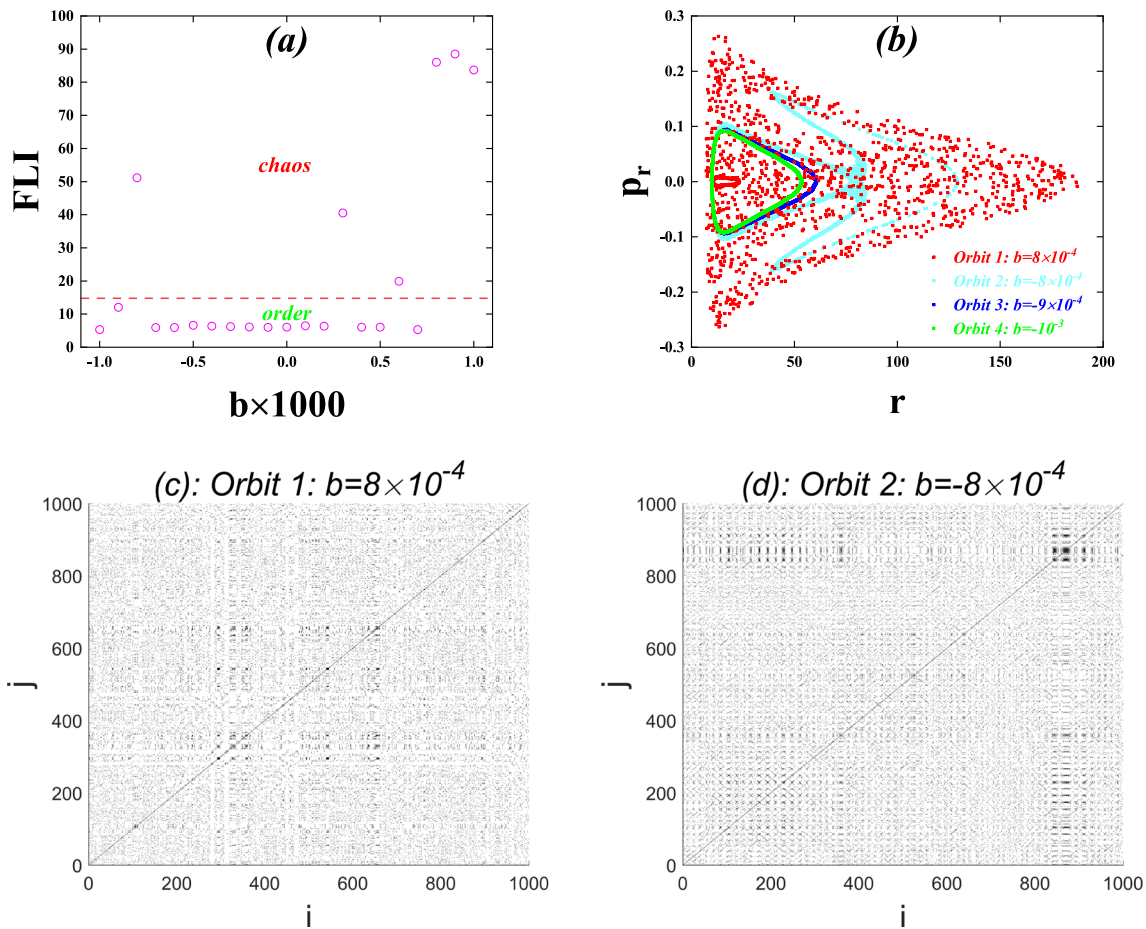 (a)
FLI
100
90
80
70
60
50
40
30
20
10
0
chaos
order
-1.0 -0.5 0.0 0.5 1.0
b×1000
(b)
p_r
0.3
0.2
0.1
0.0
-0.1
-0.2
-0.3
Orbit 1: b=8×10⁻⁴
Orbit 2: b=-8×10⁻⁴
Orbit 3: b=-9×10⁻⁴
Orbit 4: b=-10⁻³
0 50 100 150 200
r
(c): Orbit 1: b=8×10⁻⁴
j
1000
800
600
400
200
0
0 200 400 600 800 1000
i
(d): Orbit 2: b=-8×10⁻⁴
j
1000
800
600
400
200
0
0 200 400 600 800 1000
i